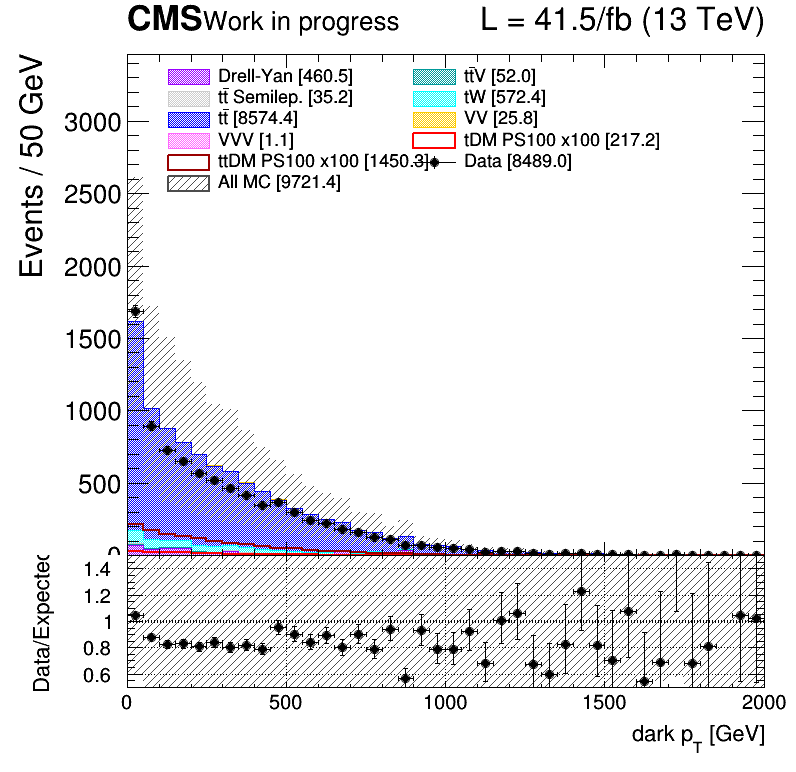 CMS Work in progress L = 41.5/fb (13 TeV)
Events / 50 GeV
Drell-Yan [460.5] tt̄V [52.0]
tt̄ Semilep. [35.2] tW [572.4]
tt̄ [8574.4] VV [25.8]
VVV [1.1] tDM PS100 x100 [217.2]
ttDM PS100 x100 [1450.3] Data [8489.0]
All MC [9721.4]
3000
2500
2000
1500
1000
500
0
Data/Expected
1.4
1.2
1
0.8
0.6
0 500 1000 1500 2000
dark p_T [GeV]